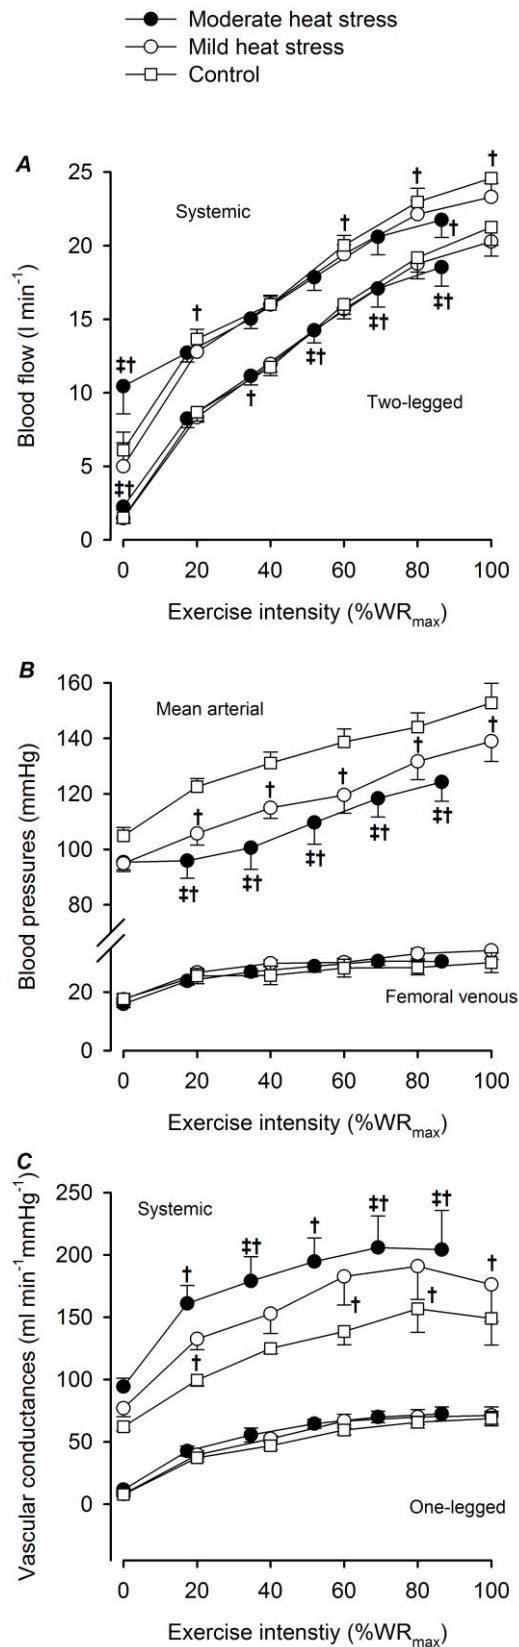 Moderate heat stress
Mild heat stress
Control
A
25
20
15
10
5
0
Blood flow (l min⁻¹)
Systemic
Two-legged
†
†
†
†
†
‡†
‡†
†
‡†
‡†
‡†
0 20 40 60 80 100
Exercise intensity (%WRmax)
B
160
140
120
100
80
20
0
Blood pressures (mmHg)
Mean arterial
Femoral venous
†
†
†
†
†
‡†
‡†
‡†
‡†
‡†
0 20 40 60 80 100
Exercise intensity (%WRmax)
C
250
200
150
100
50
0
Vascular conductances (ml min⁻¹mmHg⁻¹)
Systemic
One-legged
†
‡†
†
‡†
‡†
†
†
†
†
0 20 40 60 80 100
Exercise intenstiy (%WRmax)